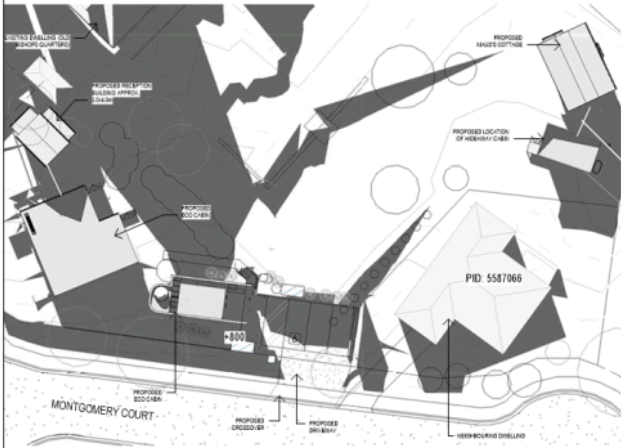 EXISTING DWELLING (OLD
BISHOPS QUARTERS)
PROPOSED RECEPTION
BUILDING APPROX.
PROPOSED
ECO CABIN
PROPOSED
MAUD'S COTTAGE
PROPOSED LOCATION
OF HIDEAWAY CABIN
PID: 5587066
+800
PROPOSED
ECO CABIN
MONTGOMERY COURT
PROPOSED
CROSSOVER
PROPOSED
DRIVEWAY
NEIGHBOURING DWELLING